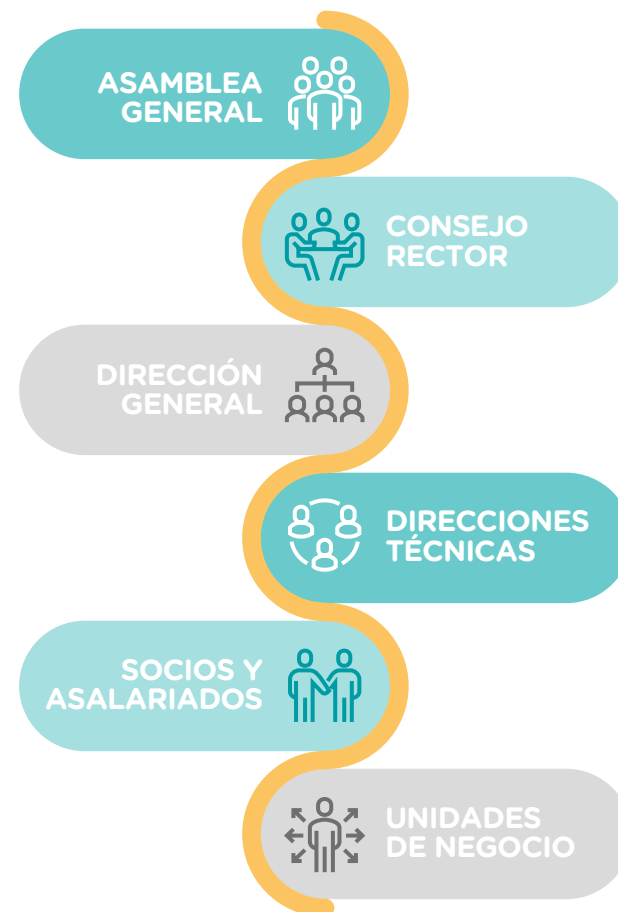 ASAMBLEA
GENERAL
CONSEJO
RECTOR
DIRECCIÓN
GENERAL
DIRECCIONES
TÉCNICAS
SOCIOS Y
ASALARIADOS
UNIDADES
DE NEGOCIO